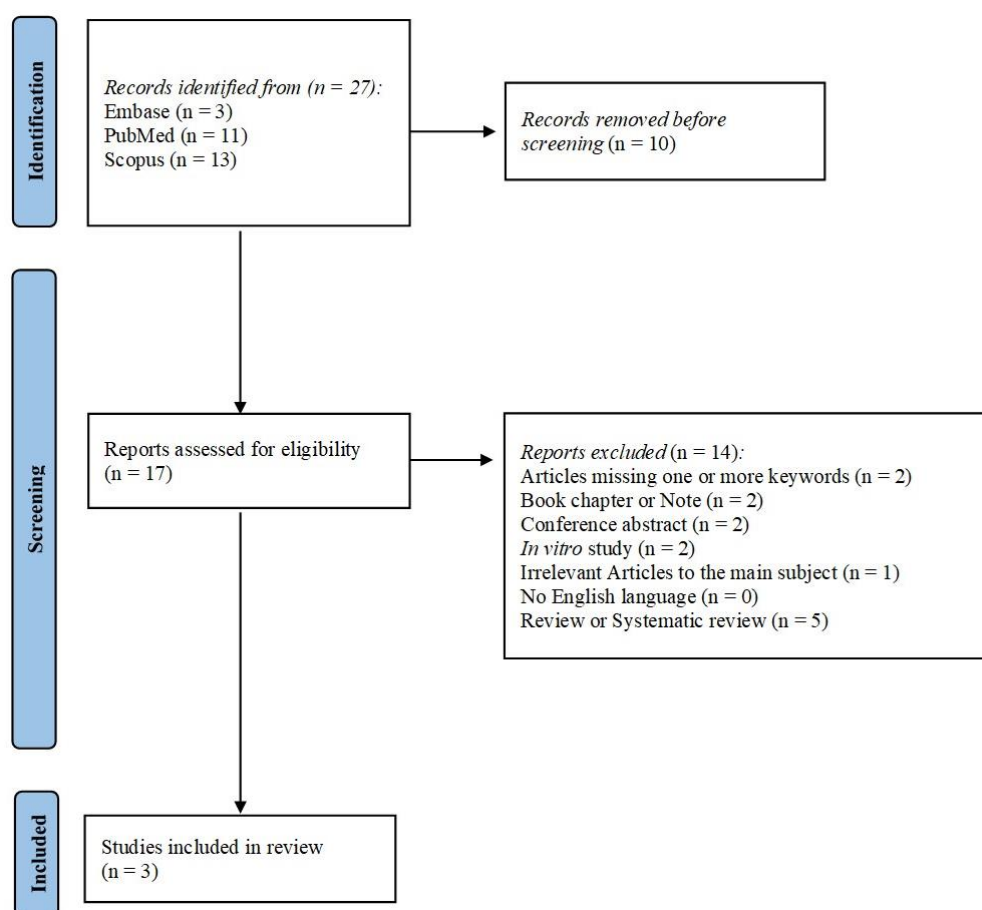 Identification
Records identified from (n = 27):
Embase (n = 3)
PubMed (n = 11)
Scopus (n = 13)
Records removed before
screening (n = 10)
Screening
Reports assessed for eligibility
(n = 17)
Reports excluded (n = 14):
Articles missing one or more keywords (n = 2)
Book chapter or Note (n = 2)
Conference abstract (n = 2)
In vitro study (n = 2)
Irrelevant Articles to the main subject (n = 1)
No English language (n = 0)
Review or Systematic review (n = 5)
Included
Studies included in review
(n = 3)